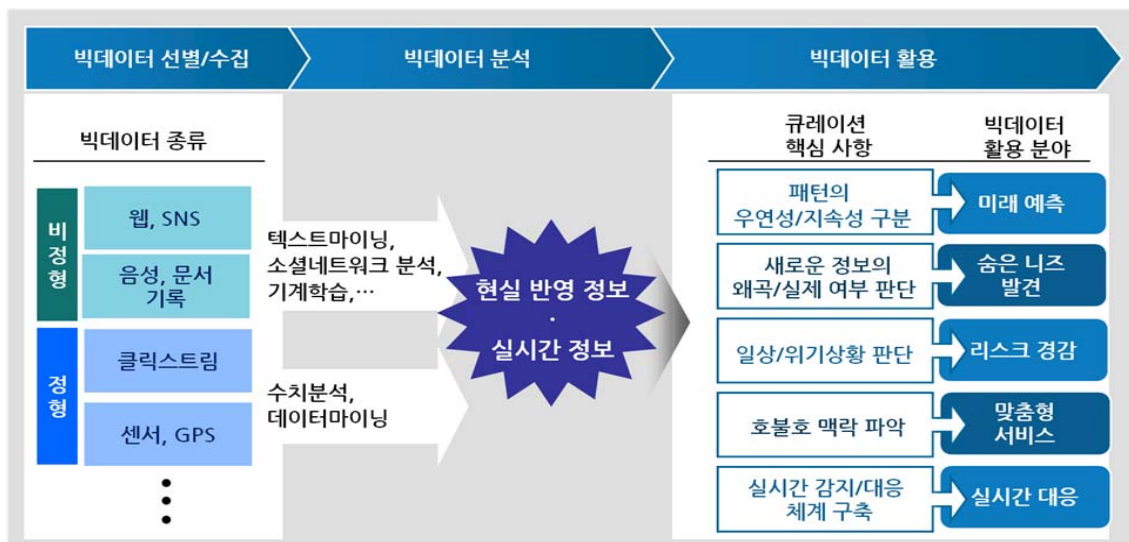 빅데이터 선별/수집
빅데이터 분석
빅데이터 활용
빅데이터 종류
비정형
웹, SNS
음성, 문서
기록
정형
클릭스트림
센서, GPS
텍스트마이닝,
소셜네트워크 분석,
기계학습,…
수치분석,
데이터마이닝
현실 반영 정보
·
실시간 정보
큐레이션
핵심 사항
빅데이터
활용 분야
패턴의
우연성/지속성 구분
미래 예측
새로운 정보의
왜곡/실제 여부 판단
숨은 니즈
발견
일상/위기상황 판단
리스크 경감
호불호 맥락 파악
맞춤형
서비스
실시간 감지/대응
체계 구축
실시간 대응